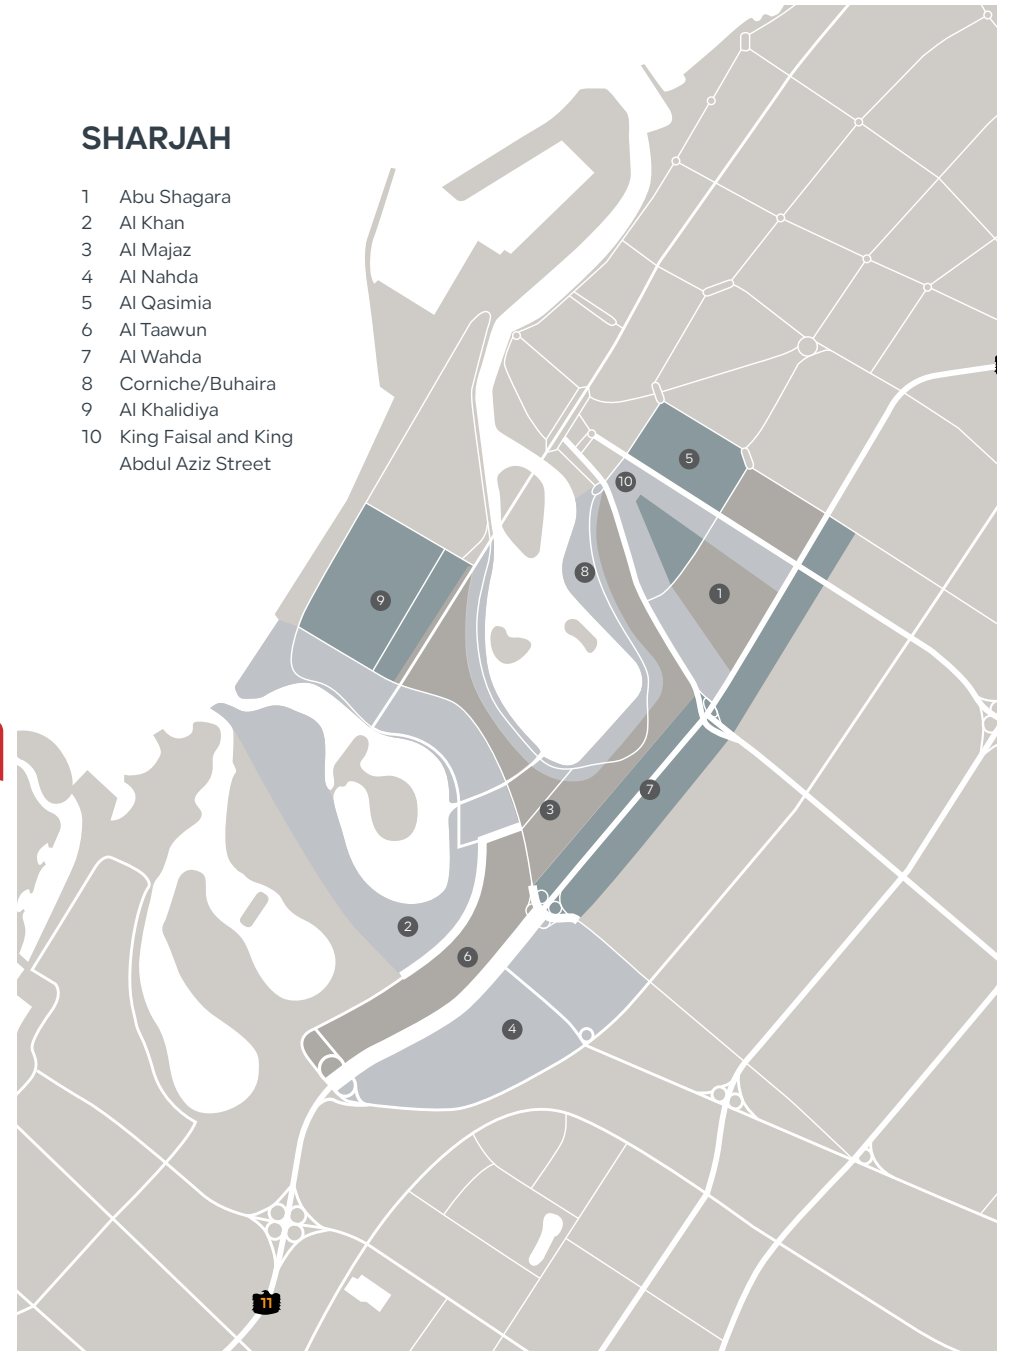 SHARJAH
1 Abu Shagara
2 Al Khan
3 Al Majaz
4 Al Nahda
5 Al Qasimia
6 Al Taawun
7 Al Wahda
8 Corniche/Buhaira
9 Al Khalidiya
10 King Faisal and King
Abdul Aziz Street
5
10
8
1
9
7
3
2
6
4
11